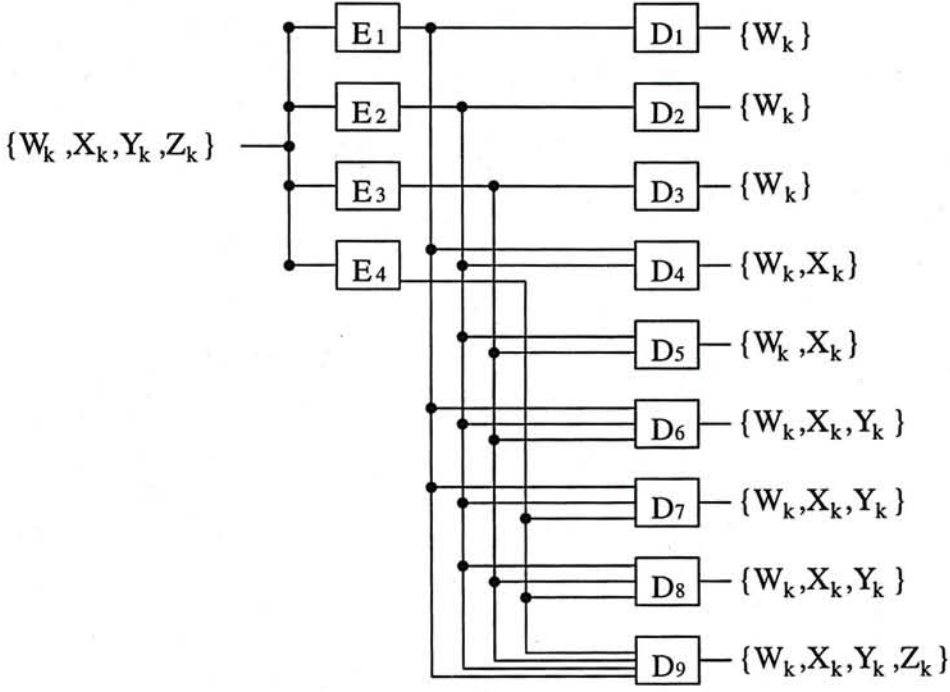 E1 D1 {Wk}
E2 D2 {Wk}
{Wk ,Xk,Yk ,Zk}
E3 D3 {Wk}
E4 D4 {Wk,Xk}
D5 {Wk ,Xk}
D6 {Wk,Xk,Yk }
D7 {Wk,Xk,Yk }
D8 {Wk,Xk,Yk }
D9 {Wk,Xk,Yk,Zk}